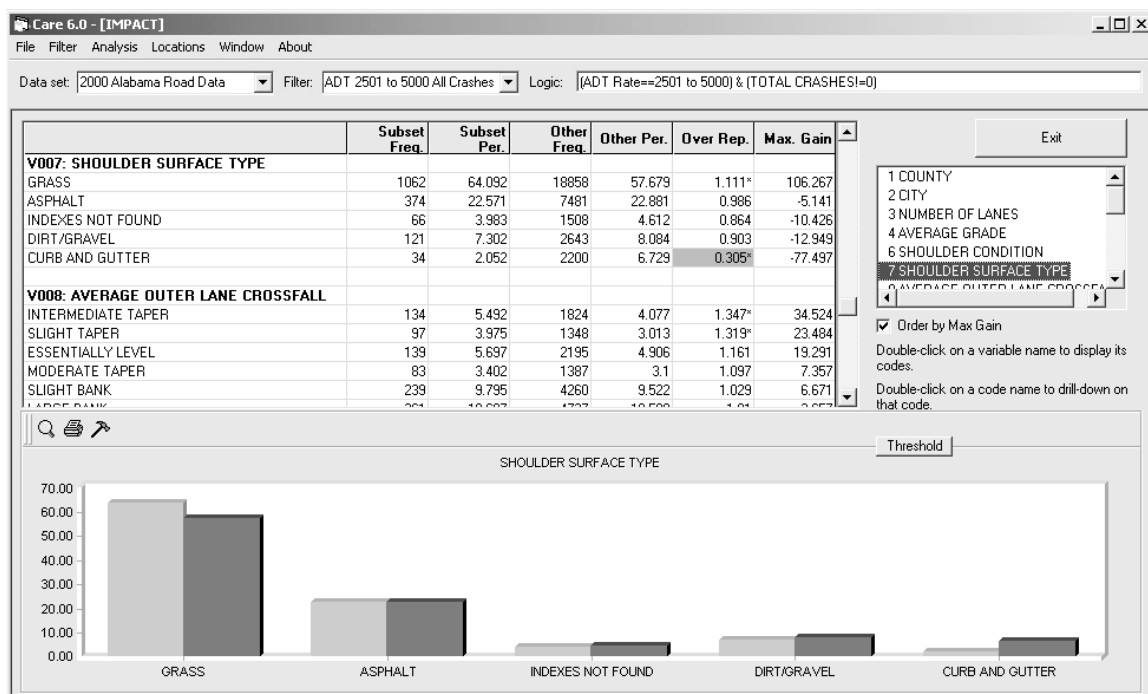 Care 6.0 - [IMPACT]
File Filter Analysis Locations Window About
Data set: 2000 Alabama Road Data Filter: ADT 2501 to 5000 All Crashes Logic: (ADT Rate==2501 to 5000) & (TOTAL CRASHES!=0)
Subset Freq. Subset Per. Other Freq. Other Per. Over Rep. Max. Gain
V007: SHOULDER SURFACE TYPE
GRASS 1062 64.092 18858 57.679 1.111* 106.267
ASPHALT 374 22.571 7481 22.881 0.986 -5.141
INDEXES NOT FOUND 66 3.983 1508 4.612 0.864 -10.426
DIRT/GRAVEL 121 7.302 2643 8.084 0.903 -12.949
CURB AND GUTTER 34 2.052 2200 6.729 0.305* -77.497
V008: AVERAGE OUTER LANE CROSSFALL
INTERMEDIATE TAPER 134 5.492 1824 4.077 1.347* 34.524
SLIGHT TAPER 97 3.975 1348 3.013 1.319* 23.484
ESSENTIALLY LEVEL 139 5.697 2195 4.906 1.161 19.291
MODERATE TAPER 83 3.402 1387 3.1 1.097 7.357
SLIGHT BANK 239 9.795 4260 9.522 1.029 6.671
Exit
1 COUNTY
2 CITY
3 NUMBER OF LANES
4 AVERAGE GRADE
6 SHOULDER CONDITION
7 SHOULDER SURFACE TYPE
Order by Max Gain
Double-click on a variable name to display its
codes.
Double-click on a code name to drill-down on
that code.
Threshold
SHOULDER SURFACE TYPE
70.00
60.00
50.00
40.00
30.00
20.00
10.00
0.00
GRASS ASPHALT INDEXES NOT FOUND DIRT/GRAVEL CURB AND GUTTER